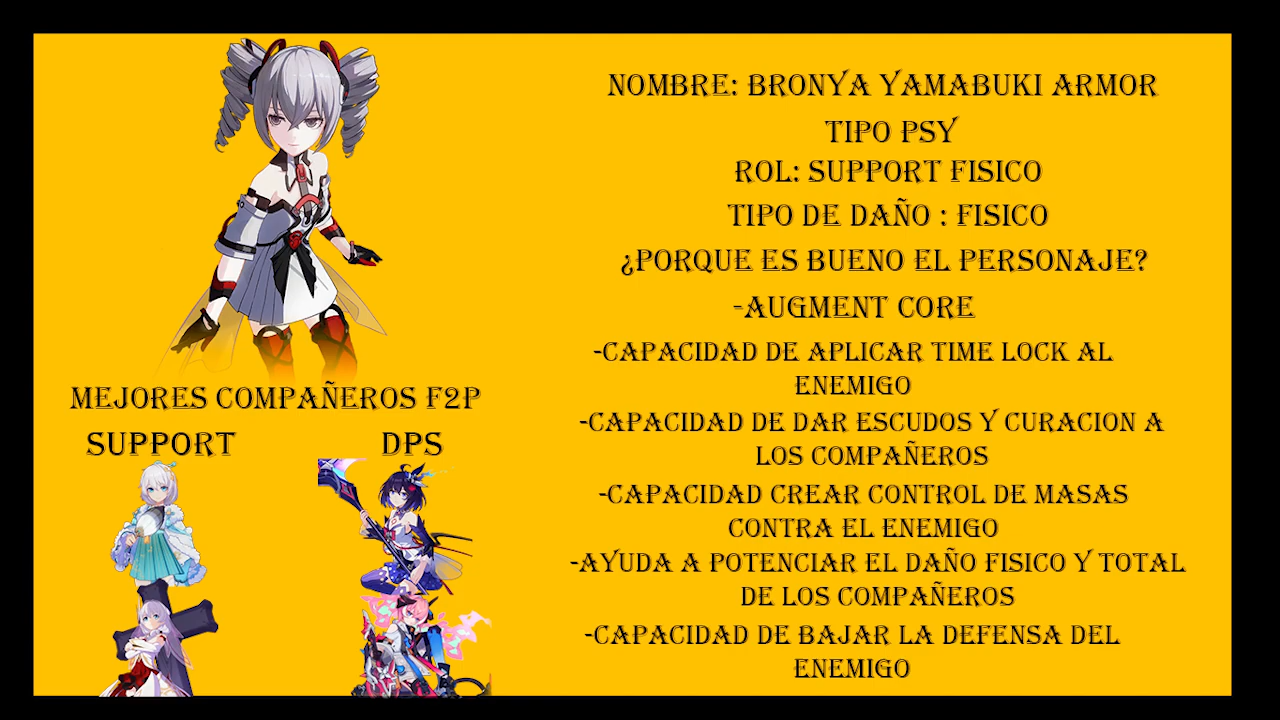 NOMBRE: BRONYA YAMABUKI ARMOR
TIPO PSY
ROL: SUPPORT FISICO
TIPO DE DAÑO : FISICO
¿PORQUE ES BUENO EL PERSONAJE?
-AUGMENT CORE
-CAPACIDAD DE APLICAR TIME LOCK AL
ENEMIGO
-CAPACIDAD DE DAR ESCUDOS Y CURACION A
LOS COMPAÑEROS
-CAPACIDAD CREAR CONTROL DE MASAS
CONTRA EL ENEMIGO
-AYUDA A POTENCIAR EL DAÑO FISICO Y TOTAL
DE LOS COMPAÑEROS
-CAPACIDAD DE BAJAR LA DEFENSA DEL
ENEMIGO
MEJORES COMPAÑEROS F2P
SUPPORT
DPS